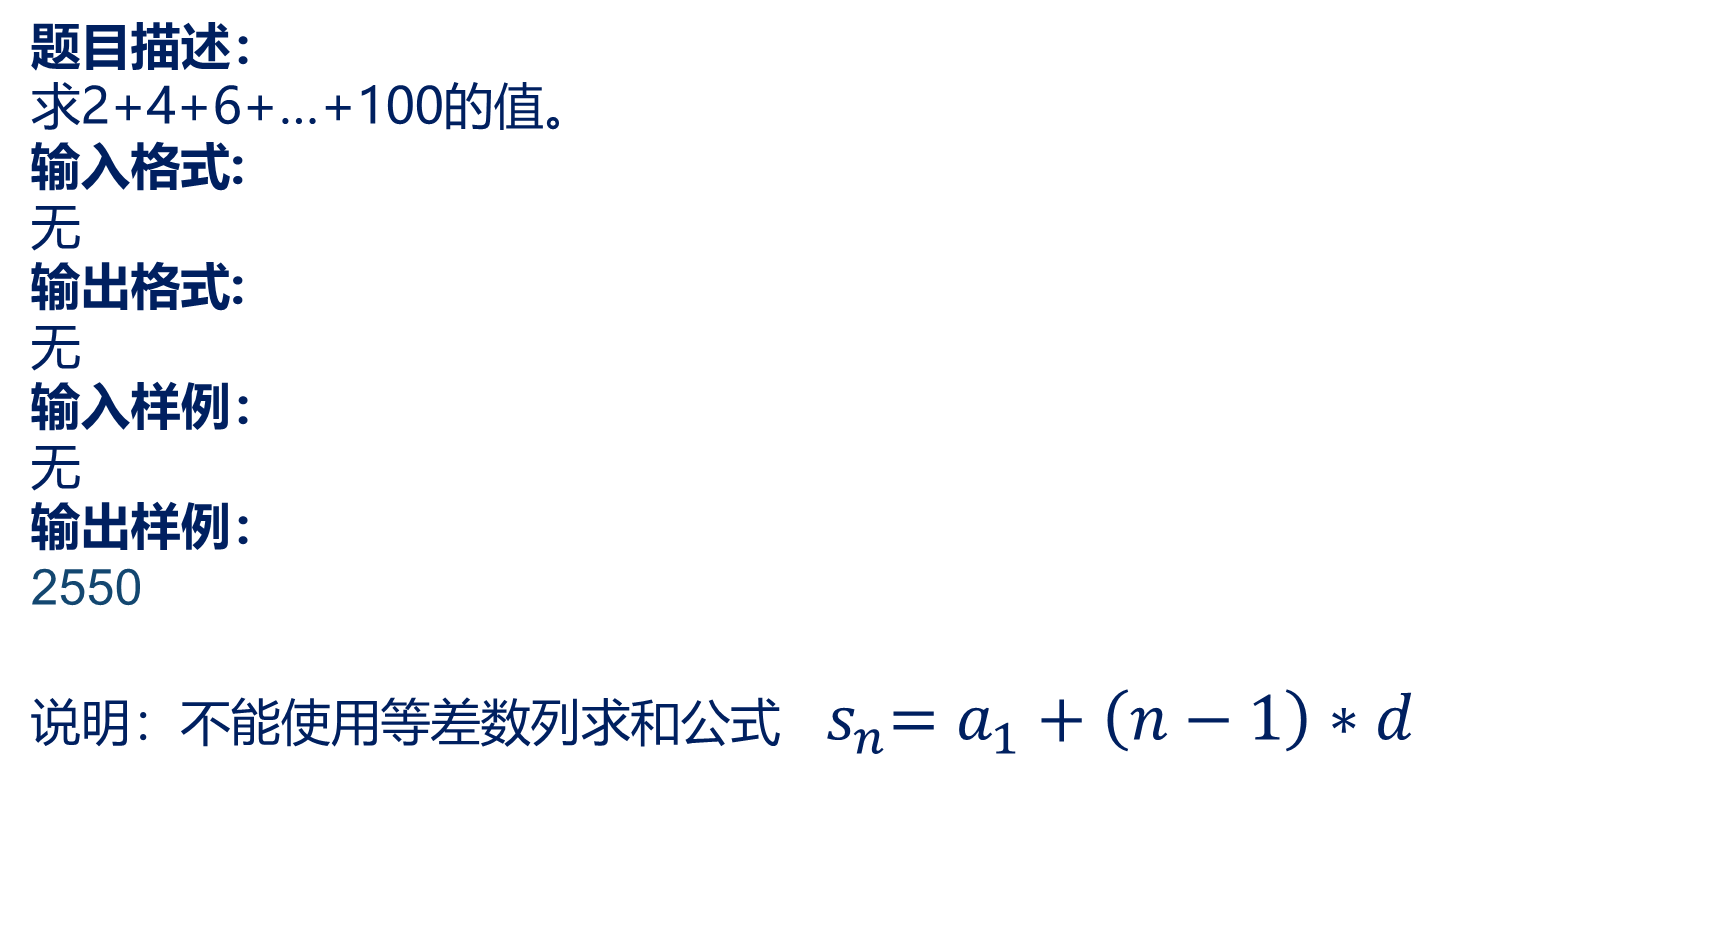 题目描述：
求2+4+6+...+100的值。
输入格式:
无
输出格式:
无
输入样例：
无
输出样例：
2550
说明：不能使用等差数列求和公式 sₙ= a₁ + (n − 1) ∗ d